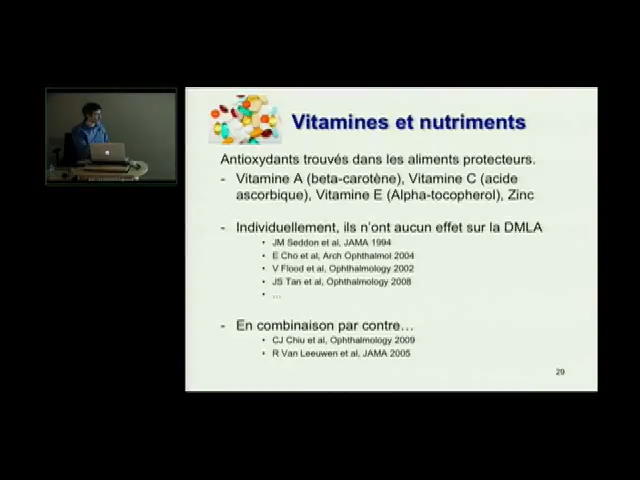 Vitamines et nutriments
Antioxydants trouvés dans les aliments protecteurs.
- Vitamine A (beta-carotène), Vitamine C (acide
ascorbique), Vitamine E (Alpha-tocopherol), Zinc
- Individuellement, ils n'ont aucun effet sur la DMLA
• JM Seddon et al, JAMA 1994
• E Cho et al, Arch Ophthalmol 2004
• V Flood et al, Ophthalmology 2002
• JS Tan et al, Ophthalmology 2008
• …
- En combinaison par contre…
• CJ Chiu et al, Ophthalmology 2009
• R Van Leeuwen et al, JAMA 2005
29